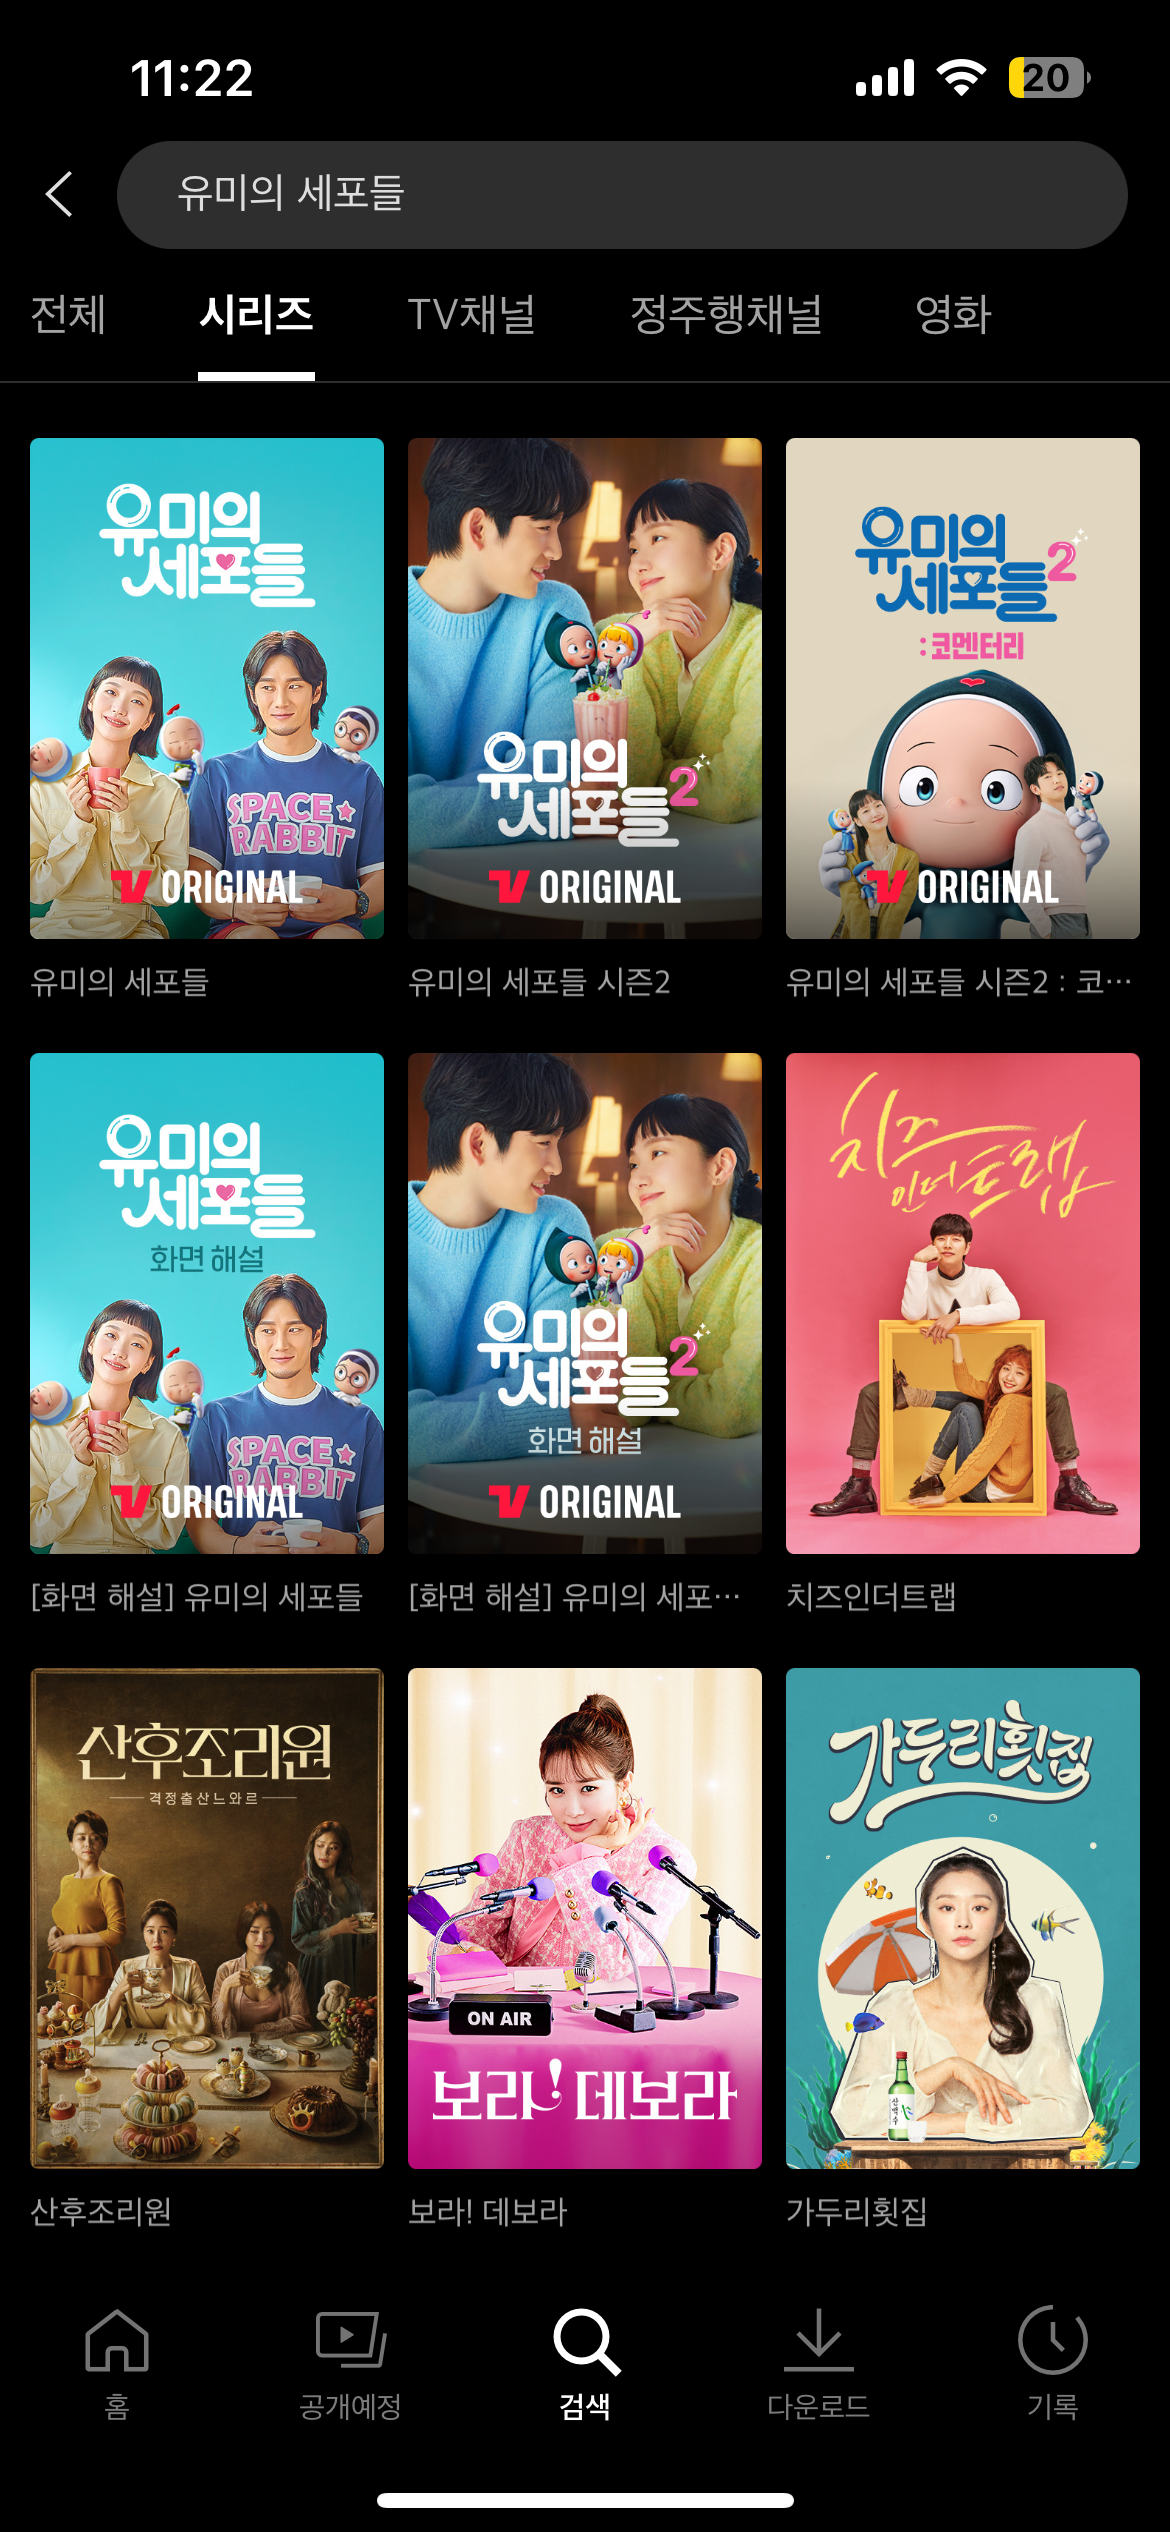 11:22
20
유미의 세포들
전체 시리즈 TV채널 정주행채널 영화
유미의
세포들
SPACE
RABBIT
TV ORIGINAL
유미의
세포들2
TV ORIGINAL
유미의
세포들2
:코멘터리
TV ORIGINAL
유미의 세포들
유미의 세포들 시즌2
유미의 세포들 시즌2 : 코…
유미의
세포들
화면 해설
SPACE
RABBIT
TV ORIGINAL
유미의
세포들2
화면 해설
TV ORIGINAL
치즈
인더트랩
[화면 해설] 유미의 세포들
[화면 해설] 유미의 세포…
치즈인더트랩
산후조리원
격정출산느와르
ON AIR
보라! 데보라
가두리횟집
산후조리원
보라! 데보라
가두리횟집
홈 공개예정 검색 다운로드 기록